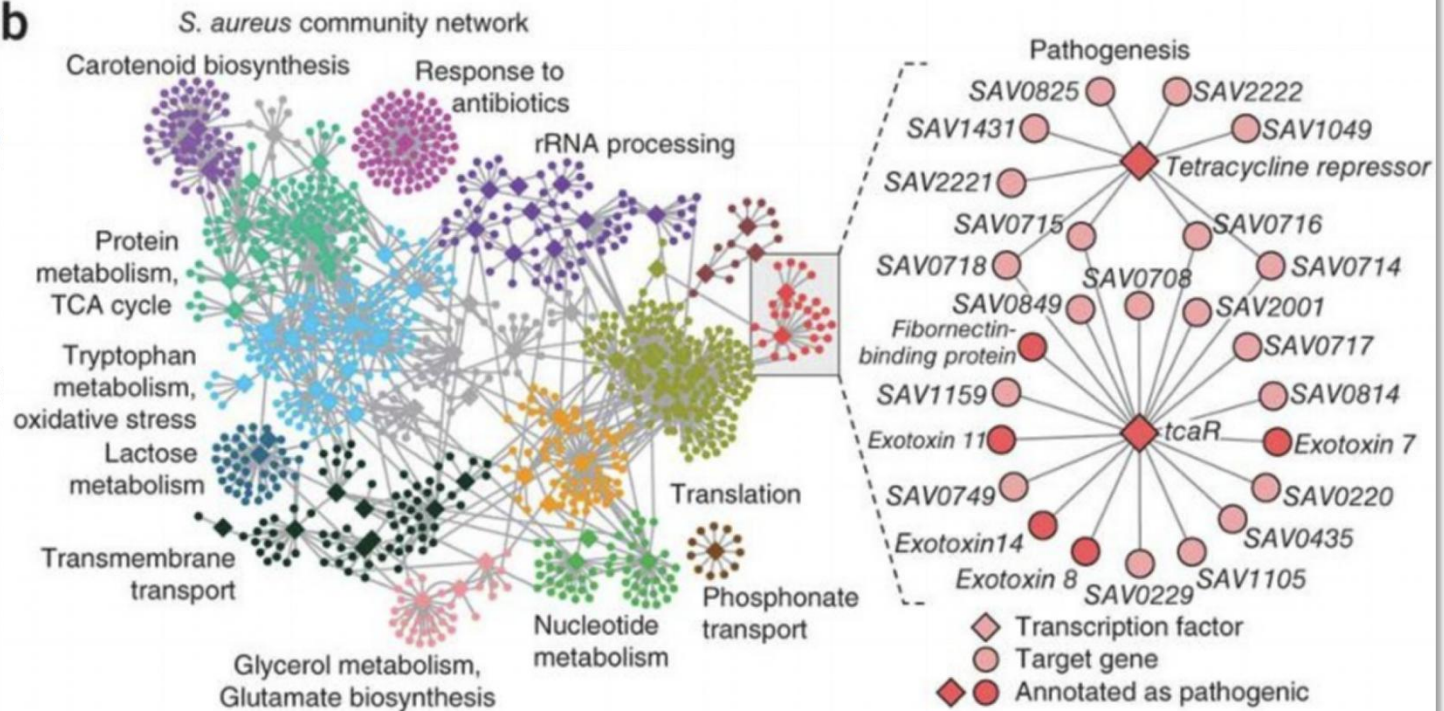 b
S. aureus community network
Carotenoid biosynthesis
Response to
antibiotics
rRNA processing
Protein
metabolism,
TCA cycle
Tryptophan
metabolism,
oxidative stress
Lactose
metabolism
Transmembrane
transport
Glycerol metabolism,
Glutamate biosynthesis
Nucleotide
metabolism
Translation
Phosphonate
transport
Pathogenesis
SAV0825
SAV2222
SAV1431
SAV1049
Tetracycline repressor
SAV2221
SAV0715
SAV0716
SAV0718
SAV0714
SAV0708
SAV0849
SAV2001
Fibornectin-
binding protein
SAV0717
SAV1159
SAV0814
tcaR
Exotoxin 11
Exotoxin 7
SAV0749
SAV0220
Exotoxin14
SAV0435
Exotoxin 8
SAV1105
SAV0229
Transcription factor
Target gene
Annotated as pathogenic